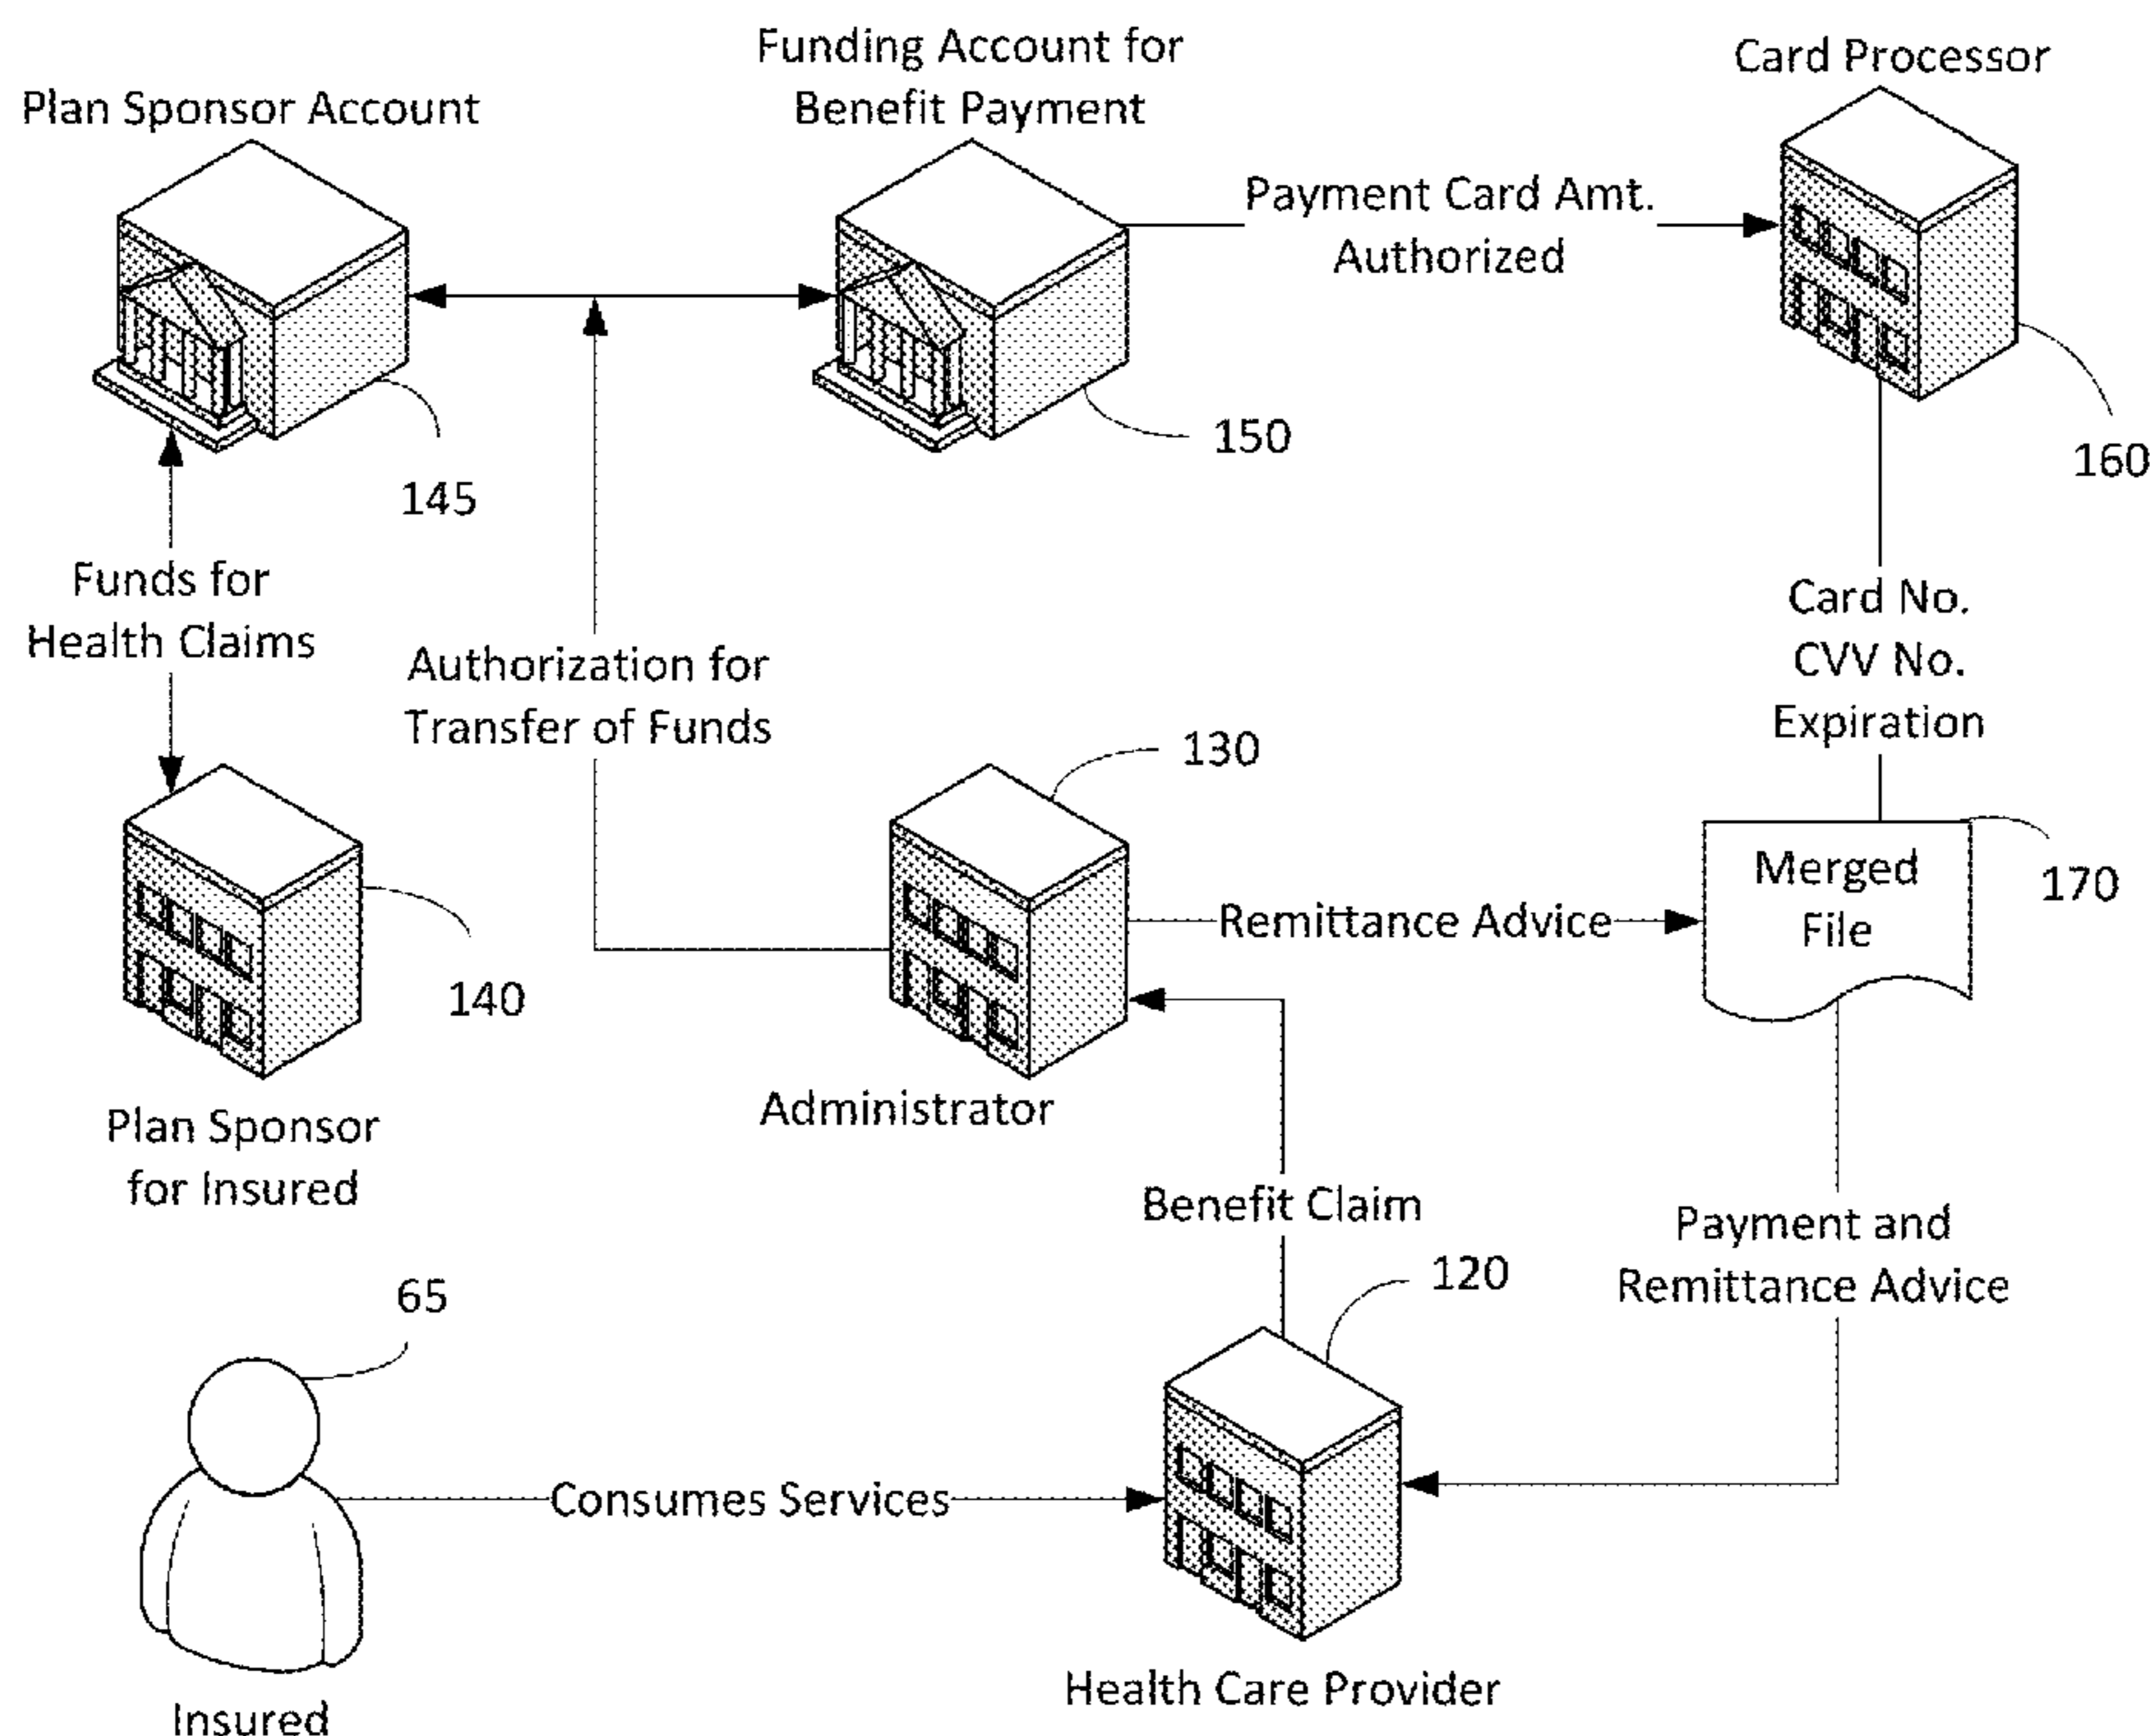 Funding Account for
Benefit Payment
Card Processor
Plan Sponsor Account
Payment Card Amt.
Authorized
150
160
145
Funds for
Health Claims
Authorization for
Transfer of Funds
Card No.
CVV No.
Expiration
130
Merged
File
170
Remittance Advice
140
Administrator
Plan Sponsor
for Insured
Benefit Claim
Payment and
Remittance Advice
120
65
Consumes Services
Health Care Provider
Insured